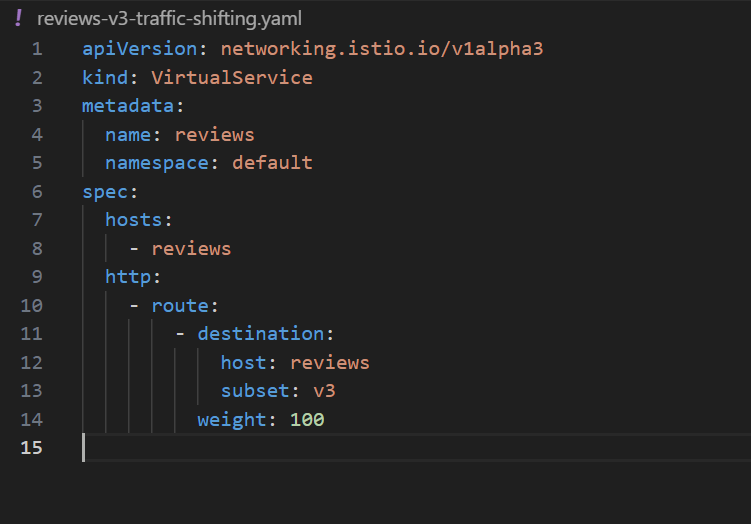 ! reviews-v3-traffic-shifting.yaml
1 apiVersion: networking.istio.io/v1alpha3
2 kind: VirtualService
3 metadata:
4   name: reviews
5   namespace: default
6 spec:
7   hosts:
8     - reviews
9   http:
10     - route:
11         - destination:
12             host: reviews
13             subset: v3
14           weight: 100
15